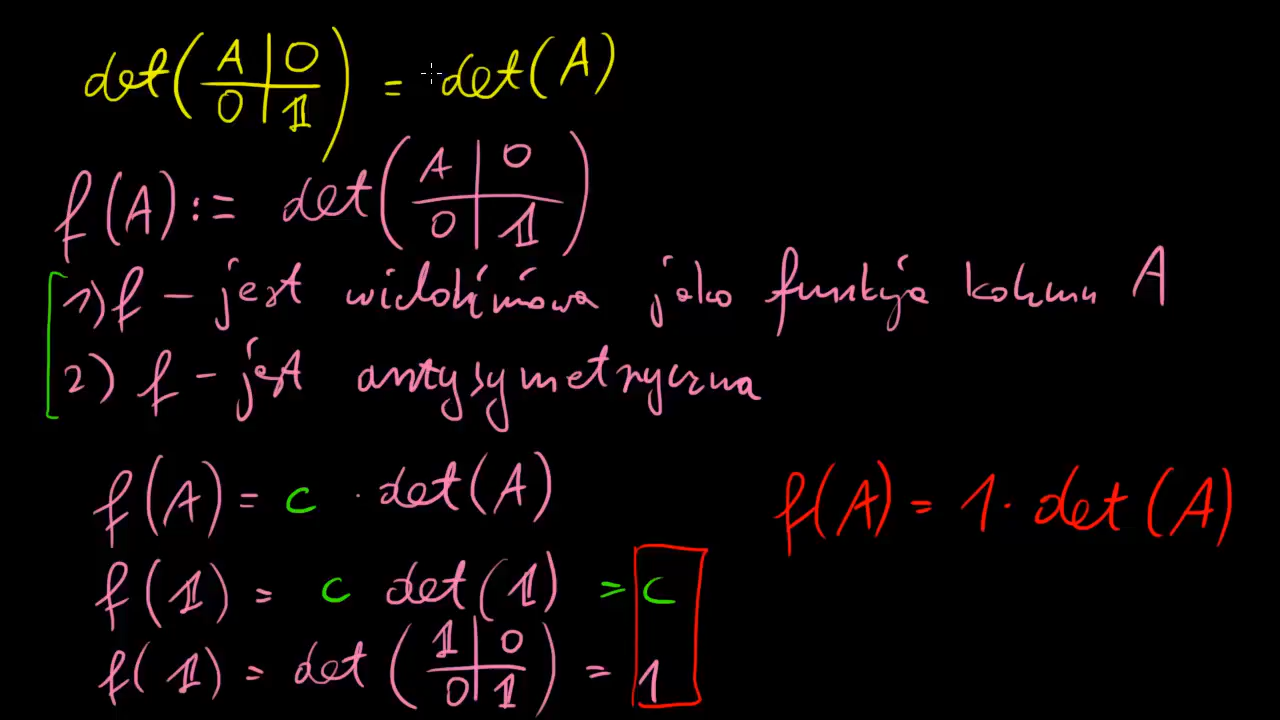 det(A | 0 / 0 | 𝟙) = det(A)
f(A) := det(A | 0 / 0 | 𝟙)
1) f - jest wieloliniowa jako funkcja kolumn A
2) f - jest antysymetryczna
f(A) = c · det(A)
f(A) = 1 · det(A)
f(𝟙) = c det(𝟙) = c
f(𝟙) = det(𝟙 | 0 / 0 | 𝟙) = 1